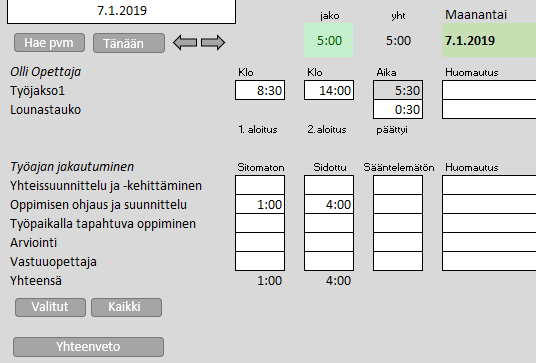 7.1.2019
jako yht Maanantai
Hae pvm Tänään 5:00 5:00 7.1.2019
Olli Opettaja Klo Klo Aika Huomautus
Työjakso1 8:30 14:00 5:30
Lounastauko 0:30
1. aloitus 2.aloitus päättyi
Työajan jakautuminen Sitomaton Sidottu Sääntelemätön Huomautus
Yhteissuunnittelu ja -kehittäminen
Oppimisen ohjaus ja suunnittelu 1:00 4:00
Työpaikalla tapahtuva oppiminen
Arviointi
Vastuuopettaja
Yhteensä 1:00 4:00
Valitut Kaikki
Yhteenveto